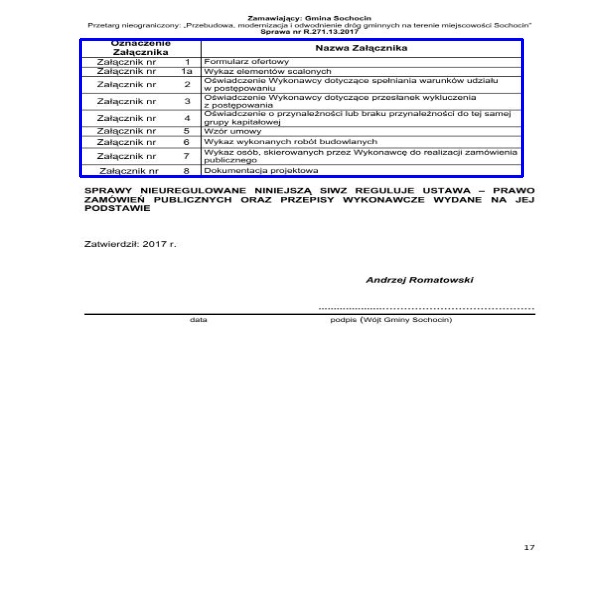 Zamawiający: Gmina Sochocin
Przetarg nieograniczony: „Przebudowa, modernizacja i odwodnienie dróg gminnych na terenie miejscowości Sochocin”
Sprawa nr R.271.13.2017
Oznaczenie Załącznika Nazwa Załącznika
Załącznik nr 1 Formularz ofertowy
Załącznik nr 1a Wykaz elementów scalonych
Załącznik nr 2 Oświadczenie Wykonawcy dotyczące spełniania warunków udziału
w postępowaniu
Załącznik nr 3 Oświadczenie Wykonawcy dotyczące przesłanek wykluczenia
z postępowania
Załącznik nr 4 Oświadczenie o przynależności lub braku przynależności do tej samej
grupy kapitałowej
Załącznik nr 5 Wzór umowy
Załącznik nr 6 Wykaz wykonanych robót budowlanych
Załącznik nr 7 Wykaz osób, skierowanych przez Wykonawcę do realizacji zamówienia
publicznego
Załącznik nr 8 Dokumentacja projektowa
SPRAWY NIEUREGULOWANE NINIEJSZĄ SIWZ REGULUJE USTAWA – PRAWO
ZAMÓWIEŃ PUBLICZNYCH ORAZ PRZEPISY WYKONAWCZE WYDANE NA JEJ
PODSTAWIE
Zatwierdził: 2017 r.
Andrzej Romatowski
data podpis (Wójt Gminy Sochocin)
17